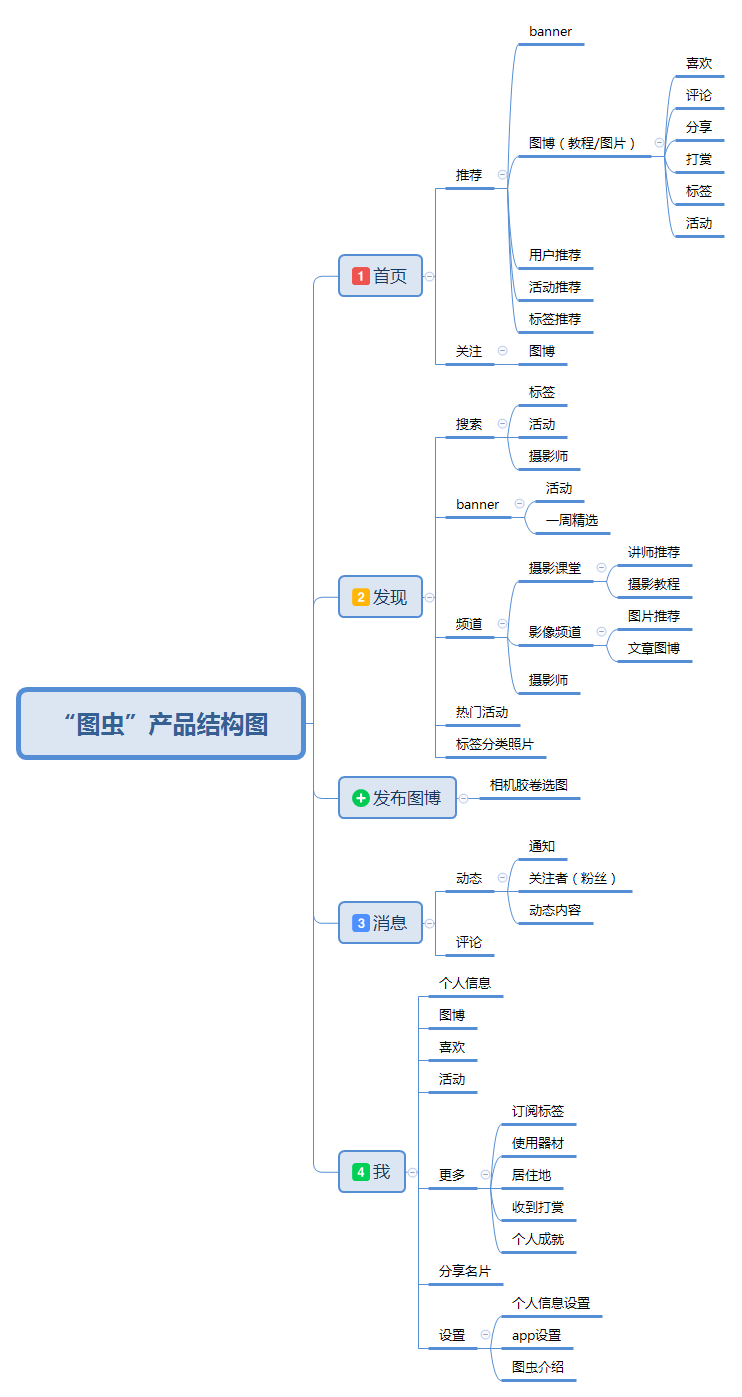 “图虫”产品结构图
1 首页
推荐
banner
图博（教程/图片）
喜欢
评论
分享
打赏
标签
活动
用户推荐
活动推荐
标签推荐
关注
图博
2 发现
搜索
标签
活动
摄影师
banner
活动
一周精选
频道
摄影课堂
讲师推荐
摄影教程
影像频道
图片推荐
文章图博
摄影师
热门活动
标签分类照片
发布图博
相机胶卷选图
3 消息
动态
通知
关注者（粉丝）
动态内容
评论
4 我
个人信息
图博
喜欢
活动
更多
订阅标签
使用器材
居住地
收到打赏
个人成就
分享名片
设置
个人信息设置
app设置
图虫介绍